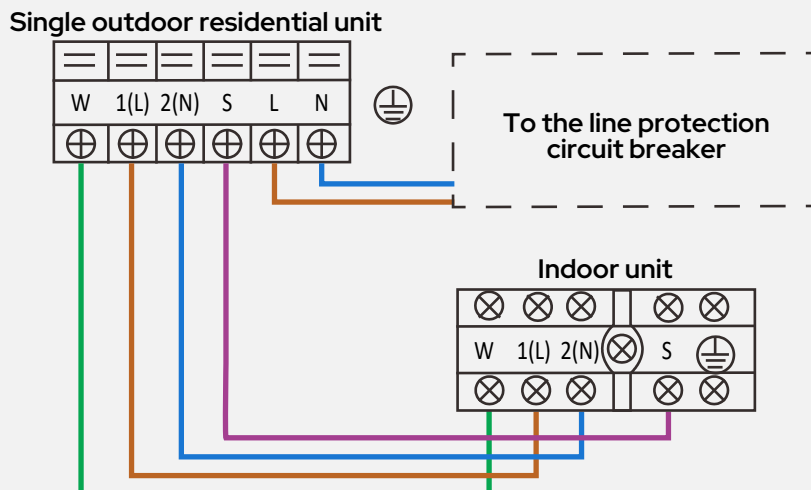 Single outdoor residential unit
W 1(L) 2(N) S L N
To the line protection
circuit breaker
Indoor unit
W 1(L) 2(N) S